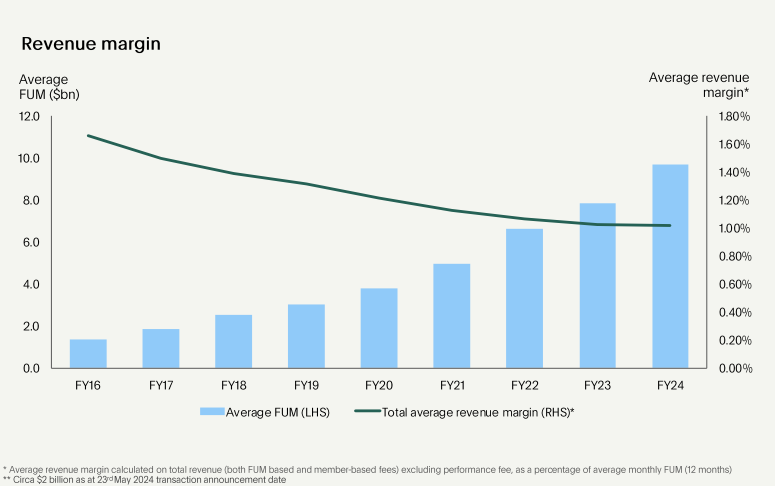 Revenue margin
Average
FUM ($bn)
Average revenue
margin*
12.0
10.0
8.0
6.0
4.0
2.0
0.0
1.80%
1.60%
1.40%
1.20%
1.00%
0.80%
0.60%
0.40%
0.20%
0.00%
FY16 FY17 FY18 FY19 FY20 FY21 FY22 FY23 FY24
Average FUM (LHS) Total average revenue margin (RHS)*
* Average revenue margin calculated on total revenue (both FUM based and member-based fees) excluding performance fee, as a percentage of average monthly FUM (12 months)
** Circa $2 billion as at 23rd May 2024 transaction announcement date